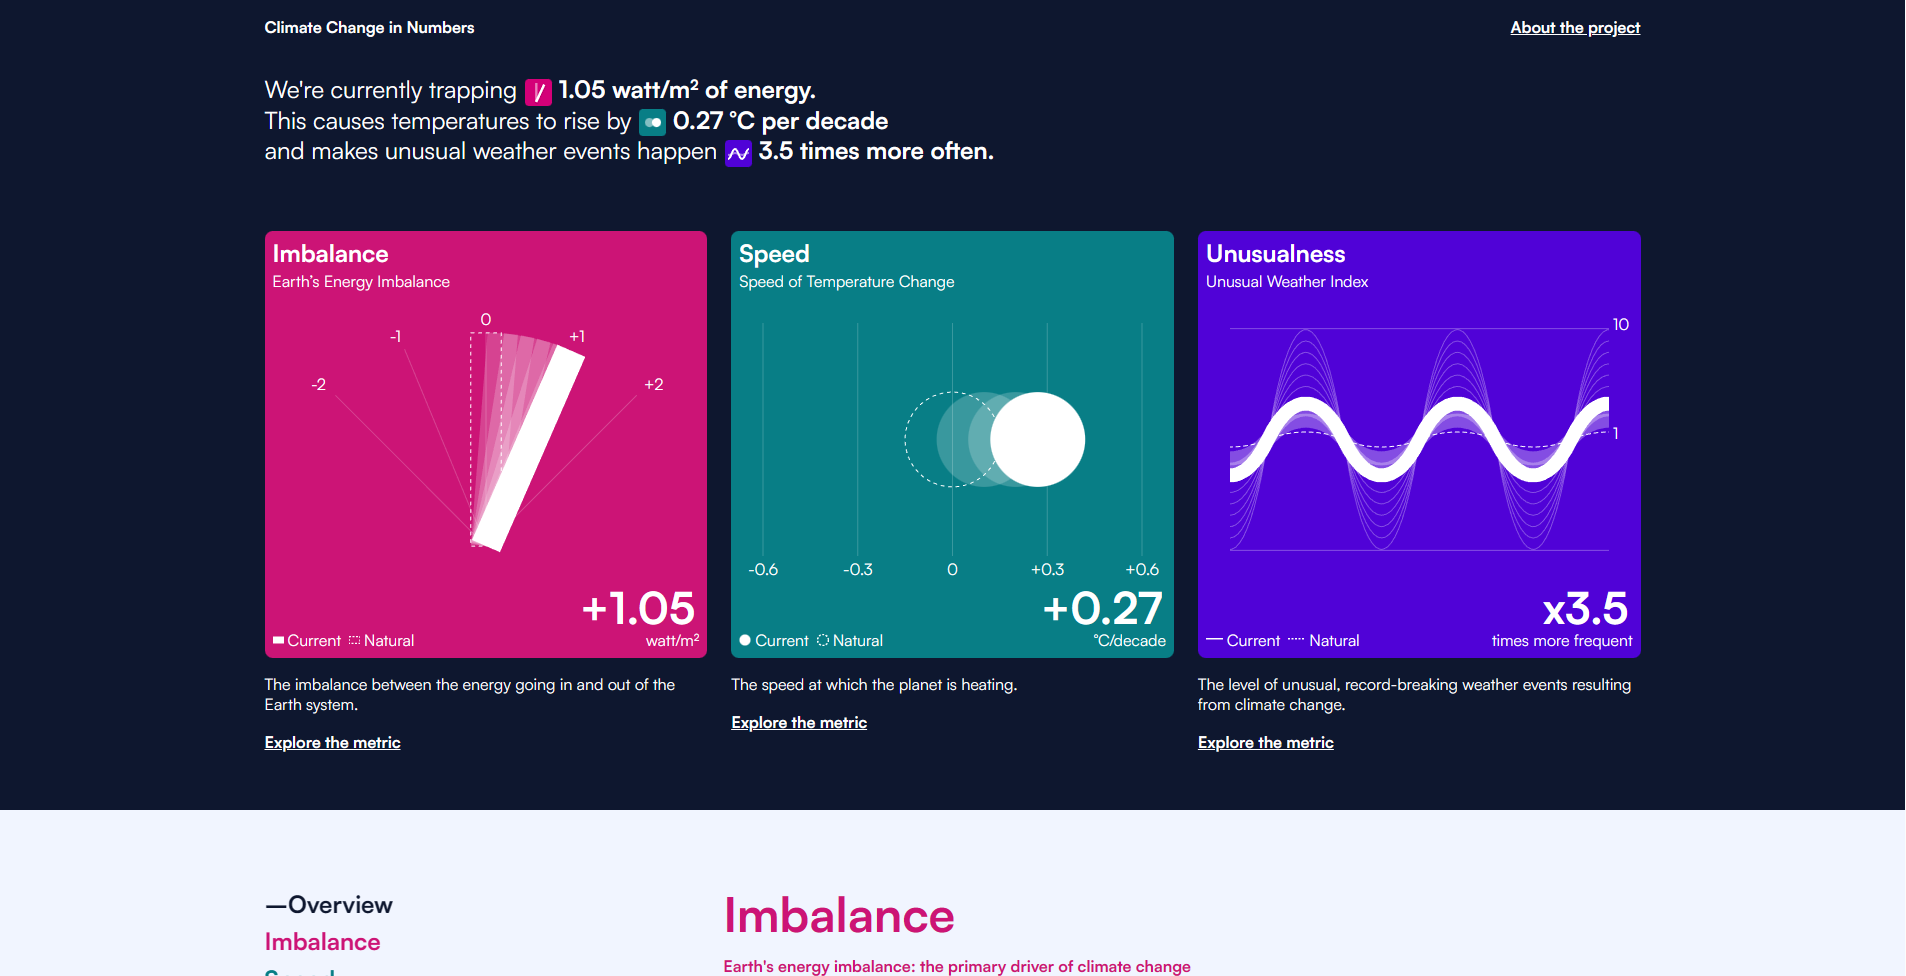 Climate Change in Numbers
About the project
We're currently trapping 1.05 watt/m² of energy.
This causes temperatures to rise by 0.27 °C per decade
and makes unusual weather events happen 3.5 times more often.
Imbalance
Earth's Energy Imbalance
0
-1
+1
-2
+2
+1.05
Current Natural
watt/m²
The imbalance between the energy going in and out of the
Earth system.
Explore the metric
Speed
Speed of Temperature Change
-0.6 -0.3 0 +0.3 +0.6
+0.27
Current Natural
°C/decade
The speed at which the planet is heating.
Explore the metric
Unusualness
Unusual Weather Index
10
1
x3.5
Current Natural
times more frequent
The level of unusual, record-breaking weather events resulting
from climate change.
Explore the metric
—Overview
Imbalance
Speed
Imbalance
Earth's energy imbalance: the primary driver of climate change